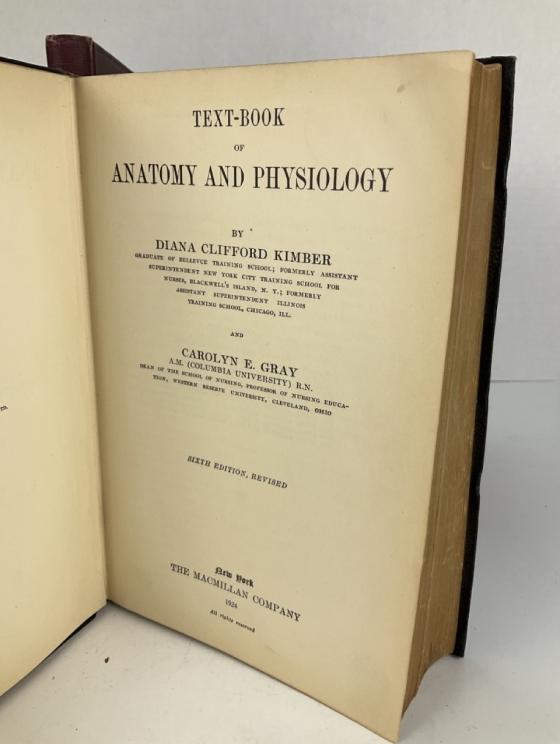 TEXT-BOOK
OF
ANATOMY AND PHYSIOLOGY
BY
DIANA CLIFFORD KIMBER
GRADUATE OF BELLEVUE TRAINING SCHOOL; FORMERLY ASSISTANT
SUPERINTENDENT NEW YORK CITY TRAINING SCHOOL FOR
NURSES, BLACKWELL'S ISLAND, N. Y.; FORMERLY
ASSISTANT SUPERINTENDENT ILLINOIS
TRAINING SCHOOL, CHICAGO, ILL.
AND
CAROLYN E. GRAY
A.M. (COLUMBIA UNIVERSITY) R.N.
DEAN OF THE SCHOOL OF NURSING, PROFESSOR OF NURSING EDUCA-
TION, WESTERN RESERVE UNIVERSITY, CLEVELAND, OHIO
SIXTH EDITION, REVISED
New York
THE MACMILLAN COMPANY
1924
All rights reserved